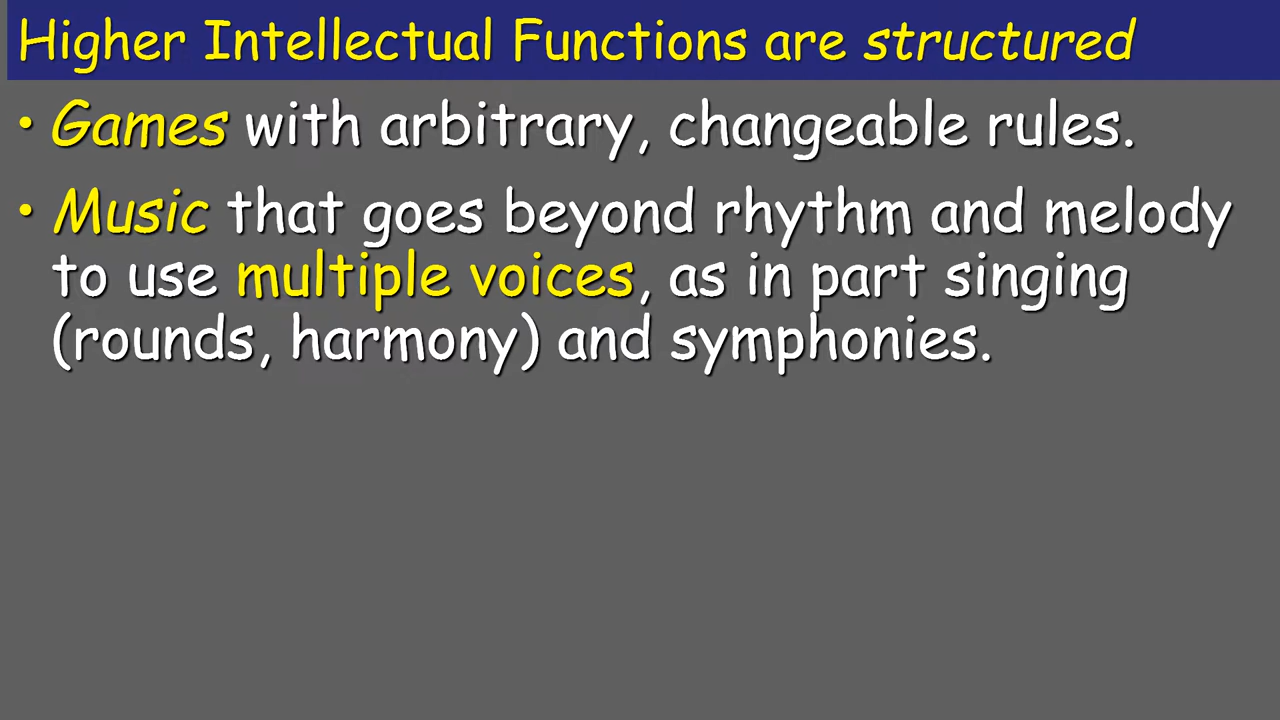 Higher Intellectual Functions are structured
• Games with arbitrary, changeable rules.
• Music that goes beyond rhythm and melody
to use multiple voices, as in part singing
(rounds, harmony) and symphonies.